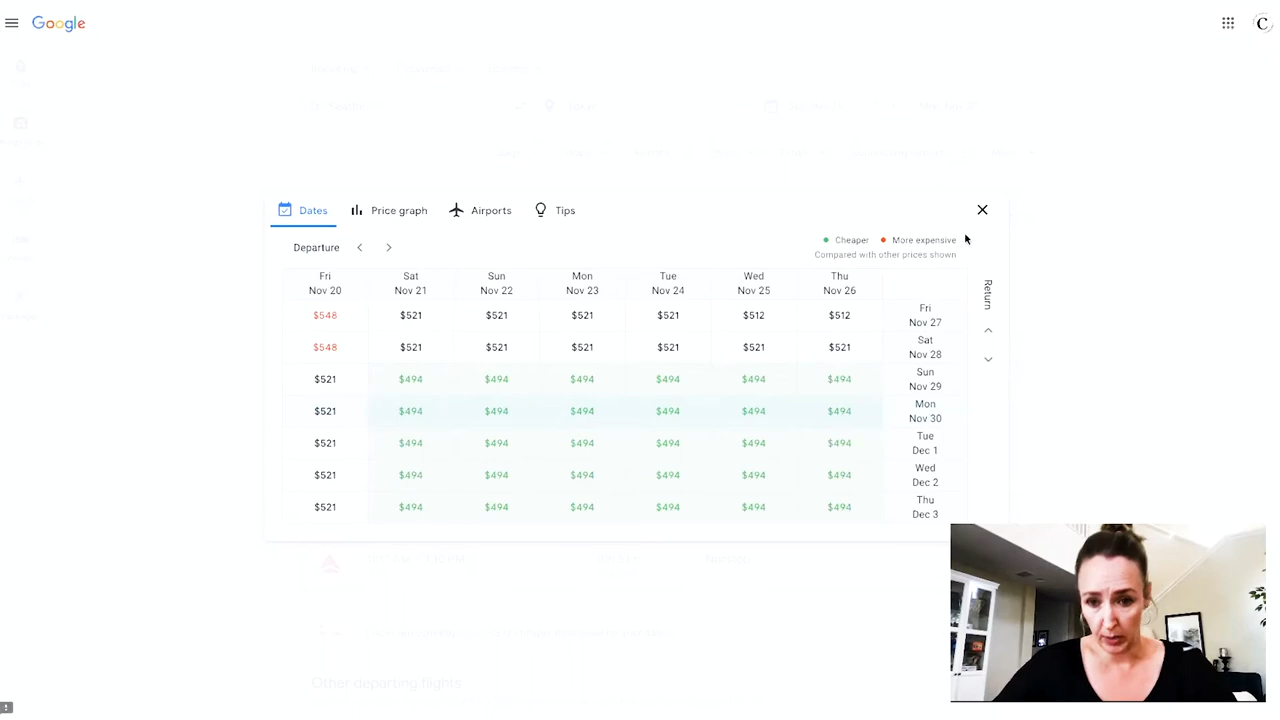 Google
C
Dates Price graph Airports Tips
Departure
Cheaper More expensive
Compared with other prices shown
Fri Sat Sun Mon Tue Wed Thu
Nov 20 Nov 21 Nov 22 Nov 23 Nov 24 Nov 25 Nov 26
Return
$548 $521 $521 $521 $521 $512 $512 Fri Nov 27
$548 $521 $521 $521 $521 $521 $521 Sat Nov 28
$521 $494 $494 $494 $494 $494 $494 Sun Nov 29
$521 $494 $494 $494 $494 $494 $494 Mon Nov 30
$521 $494 $494 $494 $494 $494 $494 Tue Dec 1
$521 $494 $494 $494 $494 $494 $494 Wed Dec 2
$521 $494 $494 $494 $494 $494 $494 Thu Dec 3
Other departing flights